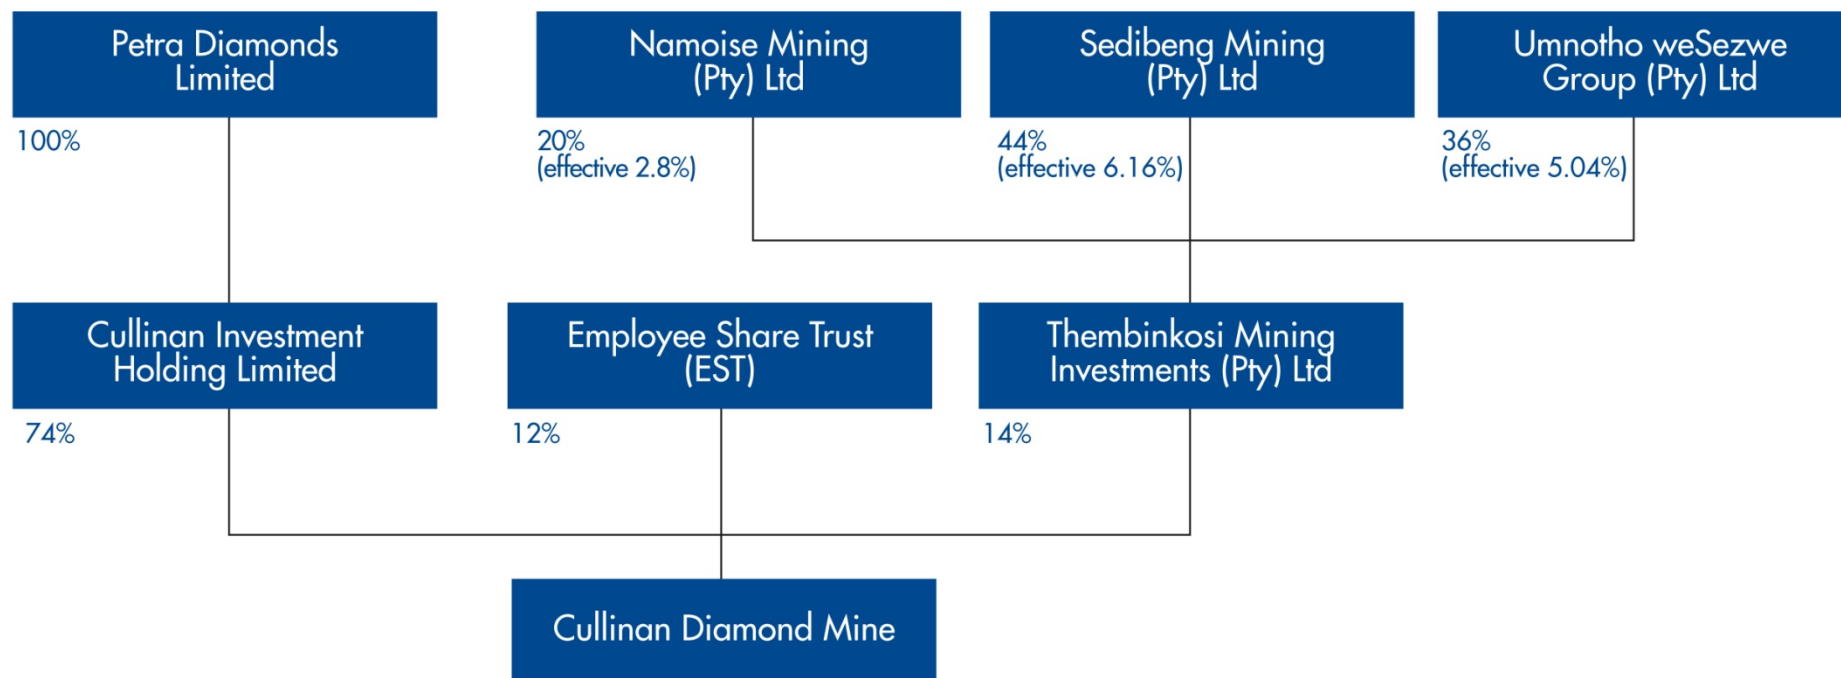 Petra Diamonds
Limited
Namoise Mining
(Pty) Ltd
Sedibeng Mining
(Pty) Ltd
Umnotho weSezwe
Group (Pty) Ltd
100%
20%
(effective 2.8%)
44%
(effective 6.16%)
36%
(effective 5.04%)
Cullinan Investment
Holding Limited
Employee Share Trust
(EST)
Thembinkosi Mining
Investments (Pty) Ltd
74%
12%
14%
Cullinan Diamond Mine